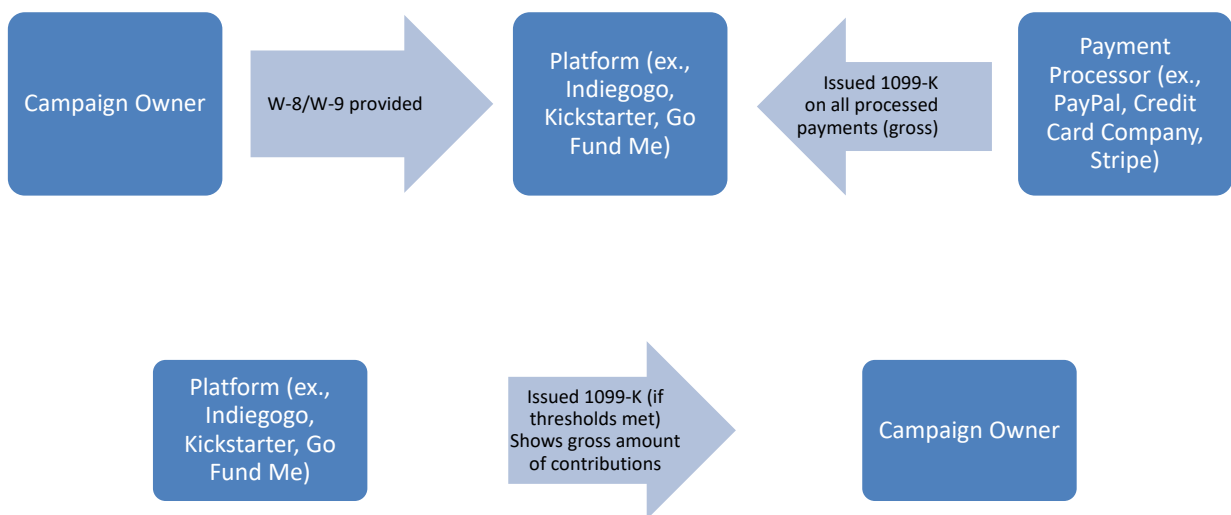 Campaign Owner
W-8/W-9 provided
Platform (ex.,
Indiegogo,
Kickstarter, Go
Fund Me)
Issued 1099-K
on all processed
payments (gross)
Payment
Processor (ex.,
PayPal, Credit
Card Company,
Stripe)
Platform (ex.,
Indiegogo,
Kickstarter, Go
Fund Me)
Issued 1099-K (if
thresholds met)
Shows gross amount
of contributions
Campaign Owner